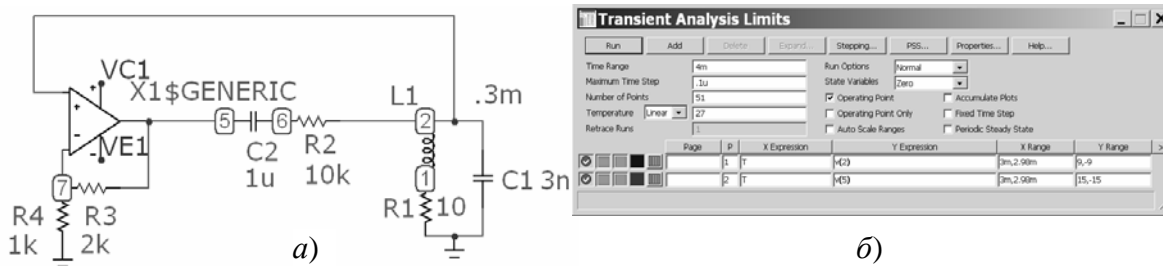 VC1
X1$GENERIC
VE1
5
6
C2
1u
R2
10k
L1
.3m
2
1
R1
10
C1 3n
7
R4
1k
R3
2k
а)
Transient Analysis Limits
Run Add Delete Expand... Stepping... PSS... Properties... Help...
Time Range 4m Run Options Normal
Maximum Time Step .1u State Variables Zero
Number of Points 51 Operating Point Accumulate Plots
Temperature Linear 27 Operating Point Only Fixed Time Step
Retrace Runs 1 Auto Scale Ranges Periodic Steady State
Page P X Expression Y Expression X Range Y Range >
1 T v(2) 3m,2.98m 9,-9
2 T v(5) 3m,2.98m 15,-15
б)